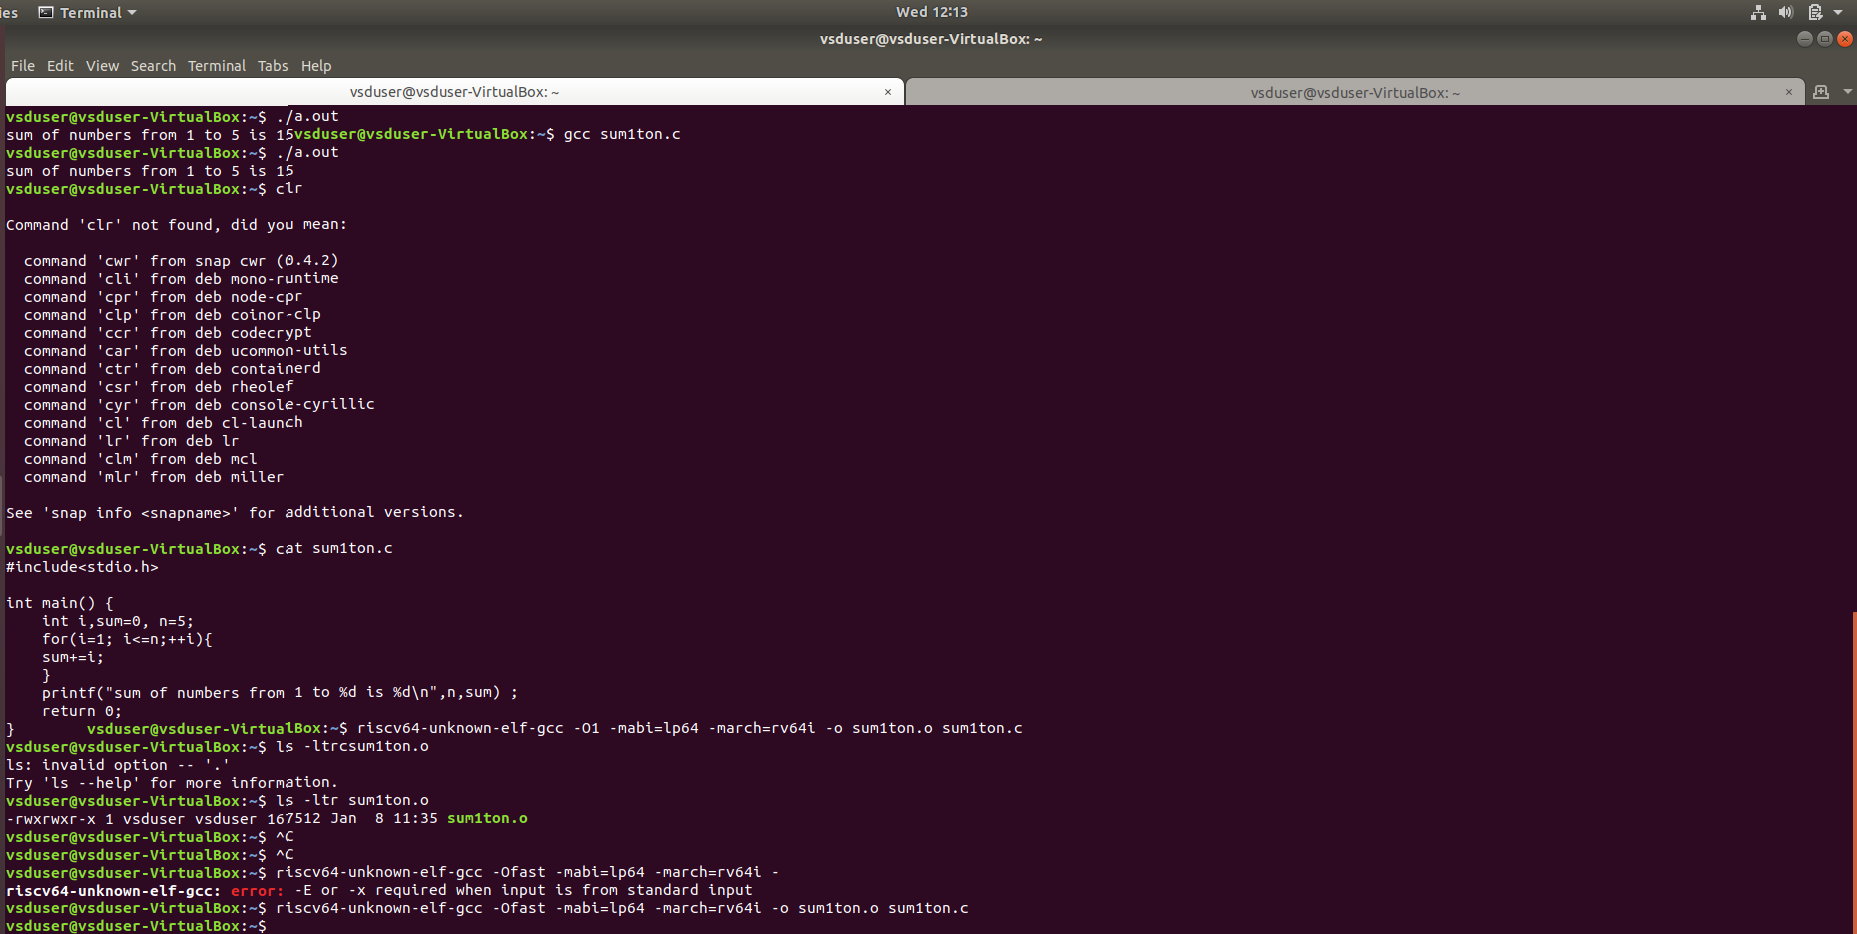 ies Terminal Wed 12:13
vsduser@vsduser-VirtualBox: ~
File Edit View Search Terminal Tabs Help
vsduser@vsduser-VirtualBox: ~ × vsduser@vsduser-VirtualBox: ~ ×
vsduser@vsduser-VirtualBox:~$ ./a.out
sum of numbers from 1 to 5 is 15vsduser@vsduser-VirtualBox:~$ gcc sum1ton.c
vsduser@vsduser-VirtualBox:~$ ./a.out
sum of numbers from 1 to 5 is 15
vsduser@vsduser-VirtualBox:~$ clr

Command 'clr' not found, did you mean:

  command 'cwr' from snap cwr (0.4.2)
  command 'cli' from deb mono-runtime
  command 'cpr' from deb node-cpr
  command 'clp' from deb coinor-clp
  command 'ccr' from deb codecrypt
  command 'car' from deb ucommon-utils
  command 'ctr' from deb containerd
  command 'csr' from deb rheolef
  command 'cyr' from deb console-cyrillic
  command 'cl' from deb cl-launch
  command 'lr' from deb lr
  command 'clm' from deb mcl
  command 'mlr' from deb miller

See 'snap info <snapname>' for additional versions.

vsduser@vsduser-VirtualBox:~$ cat sum1ton.c
#include<stdio.h>

int main() {
    int i,sum=0, n=5;
    for(i=1; i<=n;++i){
    sum+=i;
    }
    printf("sum of numbers from 1 to %d is %d\n",n,sum) ;
    return 0;
}        vsduser@vsduser-VirtualBox:~$ riscv64-unknown-elf-gcc -O1 -mabi=lp64 -march=rv64i -o sum1ton.o sum1ton.c
vsduser@vsduser-VirtualBox:~$ ls -ltrcsum1ton.o
ls: invalid option -- '.'
Try 'ls --help' for more information.
vsduser@vsduser-VirtualBox:~$ ls -ltr sum1ton.o
-rwxrwxr-x 1 vsduser vsduser 167512 Jan  8 11:35 sum1ton.o
vsduser@vsduser-VirtualBox:~$ ^C
vsduser@vsduser-VirtualBox:~$ ^C
vsduser@vsduser-VirtualBox:~$ riscv64-unknown-elf-gcc -Ofast -mabi=lp64 -march=rv64i -
riscv64-unknown-elf-gcc: error: -E or -x required when input is from standard input
vsduser@vsduser-VirtualBox:~$ riscv64-unknown-elf-gcc -Ofast -mabi=lp64 -march=rv64i -o sum1ton.o sum1ton.c
vsduser@vsduser-VirtualBox:~$